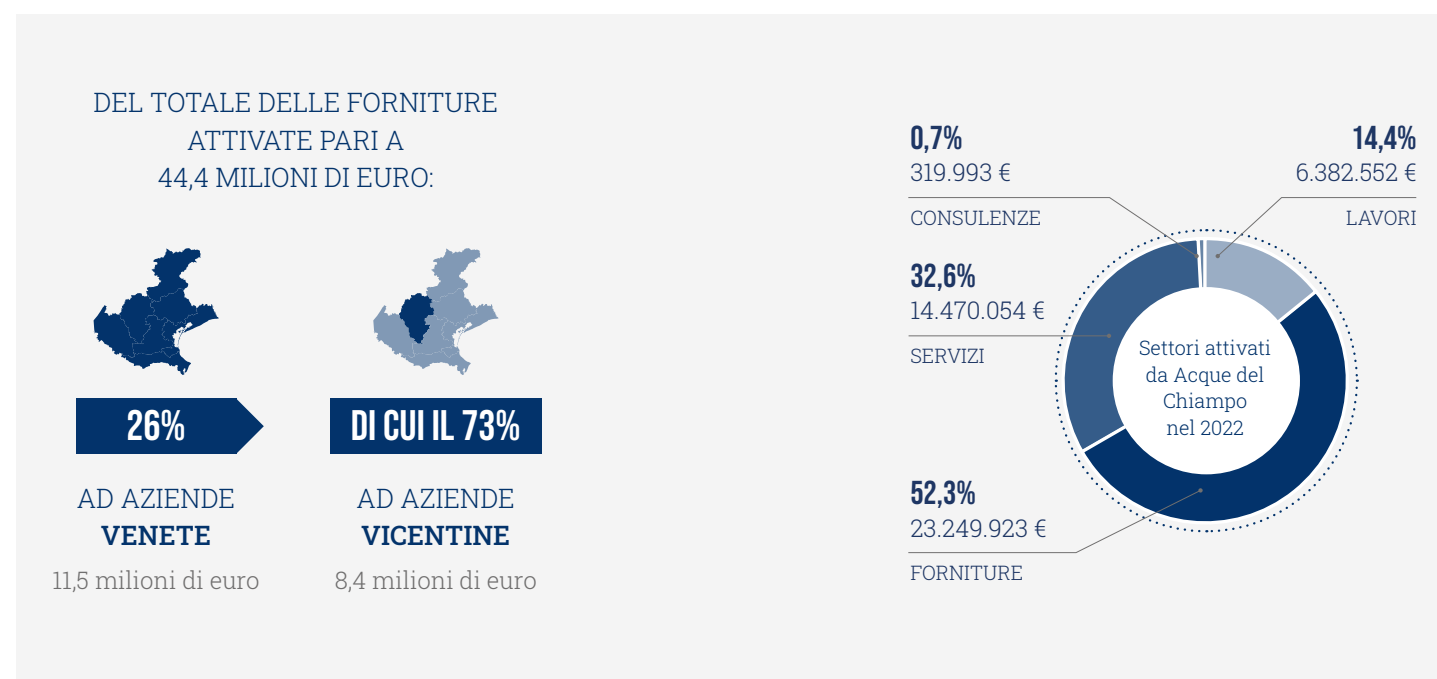 DEL TOTALE DELLE FORNITURE
ATTIVATE PARI A
44,4 MILIONI DI EURO:
26%
AD AZIENDE
VENETE
11,5 milioni di euro
DI CUI IL 73%
AD AZIENDE
VICENTINE
8,4 milioni di euro
0,7%
319.993 €
CONSULENZE
14,4%
6.382.552 €
LAVORI
32,6%
14.470.054 €
SERVIZI
52,3%
23.249.923 €
FORNITURE
Settori attivati
da Acque del
Chiampo
nel 2022